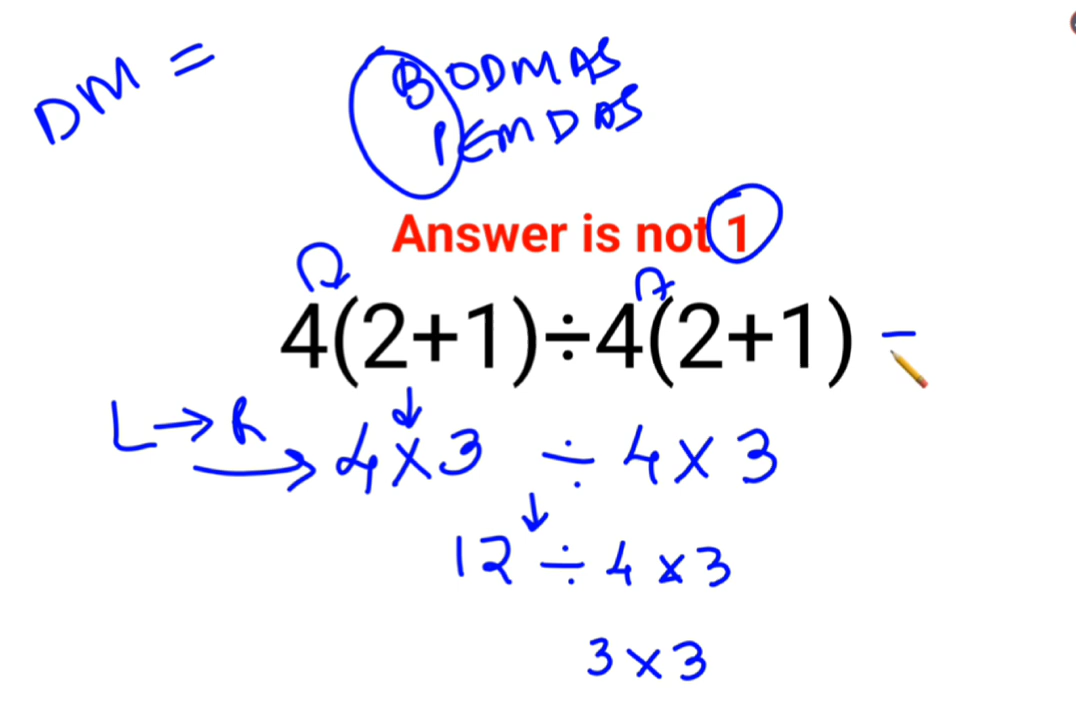 DM =
BODMAS
PEMDAS
Answer is not 1
4(2+1)÷4(2+1) =
L→R
4×3 ÷ 4×3
12 ÷ 4×3
3×3